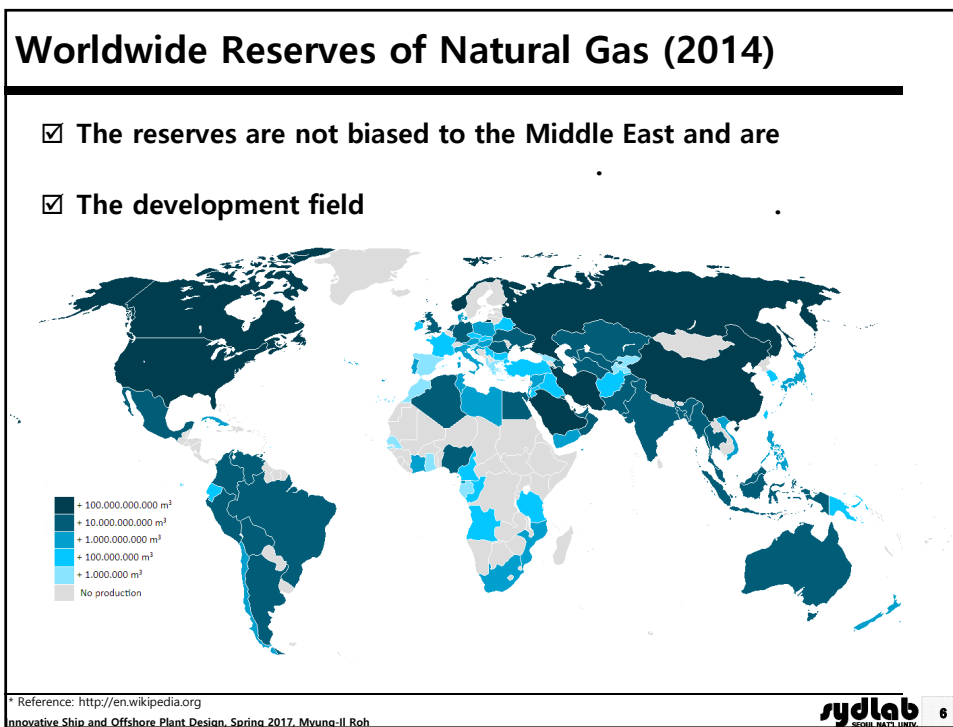 Worldwide Reserves of Natural Gas (2014)
☑ The reserves are not biased to the Middle East and are
.
☑ The development field .
+ 100.000.000.000 m³
+ 10.000.000.000 m³
+ 1.000.000.000 m³
+ 100.000.000 m³
+ 1.000.000 m³
No production
* Reference: http://en.wikipedia.org
nnovative Ship and Offshore Plant Design, Spring 2017, Myung-Il Roh
sydlab
SEOUL NAT'L UNIV.
6